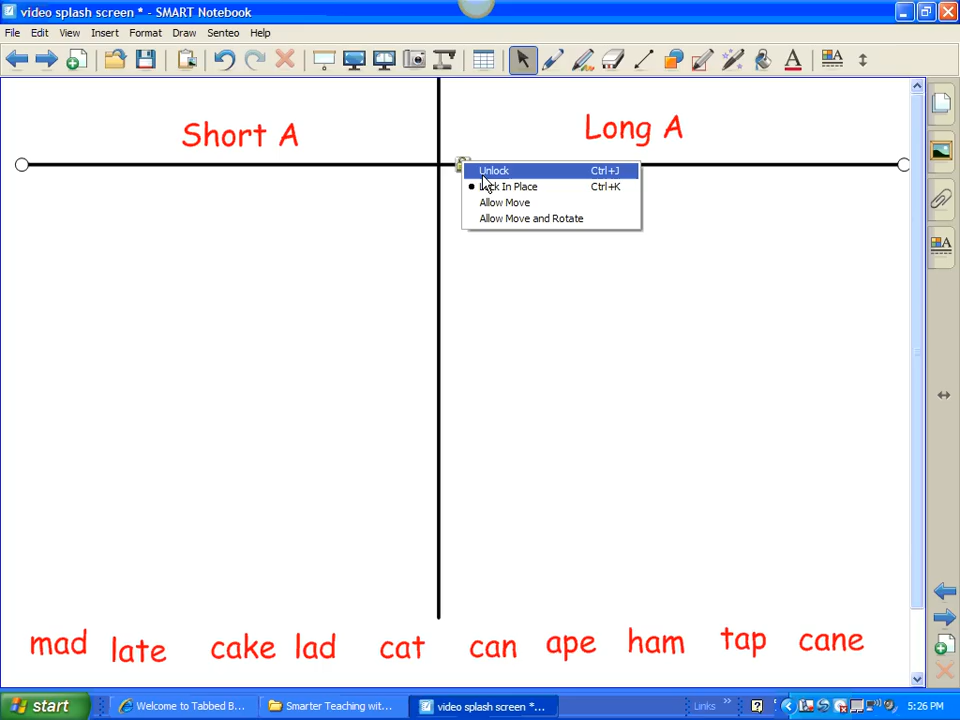 video splash screen * - SMART Notebook
File Edit View Insert Format Draw Senteo Help
Short A
Long A
Unlock Ctrl+J
Lock In Place Ctrl+K
Allow Move
Allow Move and Rotate
mad late cake lad cat can ape ham tap cane
start
Welcome to Tabbed B...
Smarter Teaching wit...
video splash screen *...
Links
5:26 PM